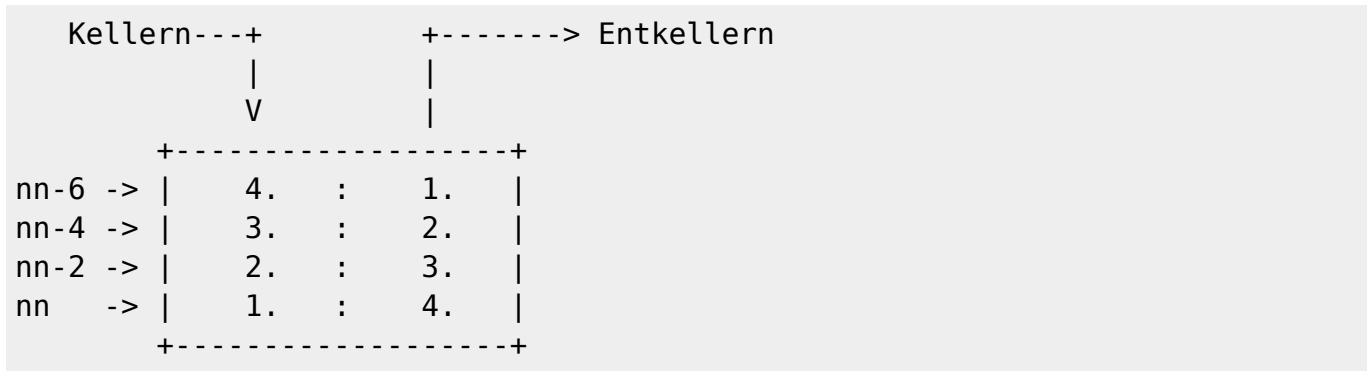 Kellern---+         +-------> Entkellern
             |         |
             V         |
        +-------------------+
nn-6 -> |    4.   :    1.   |
nn-4 -> |    3.   :    2.   |
nn-2 -> |    2.   :    3.   |
nn   -> |    1.   :    4.   |
        +-------------------+